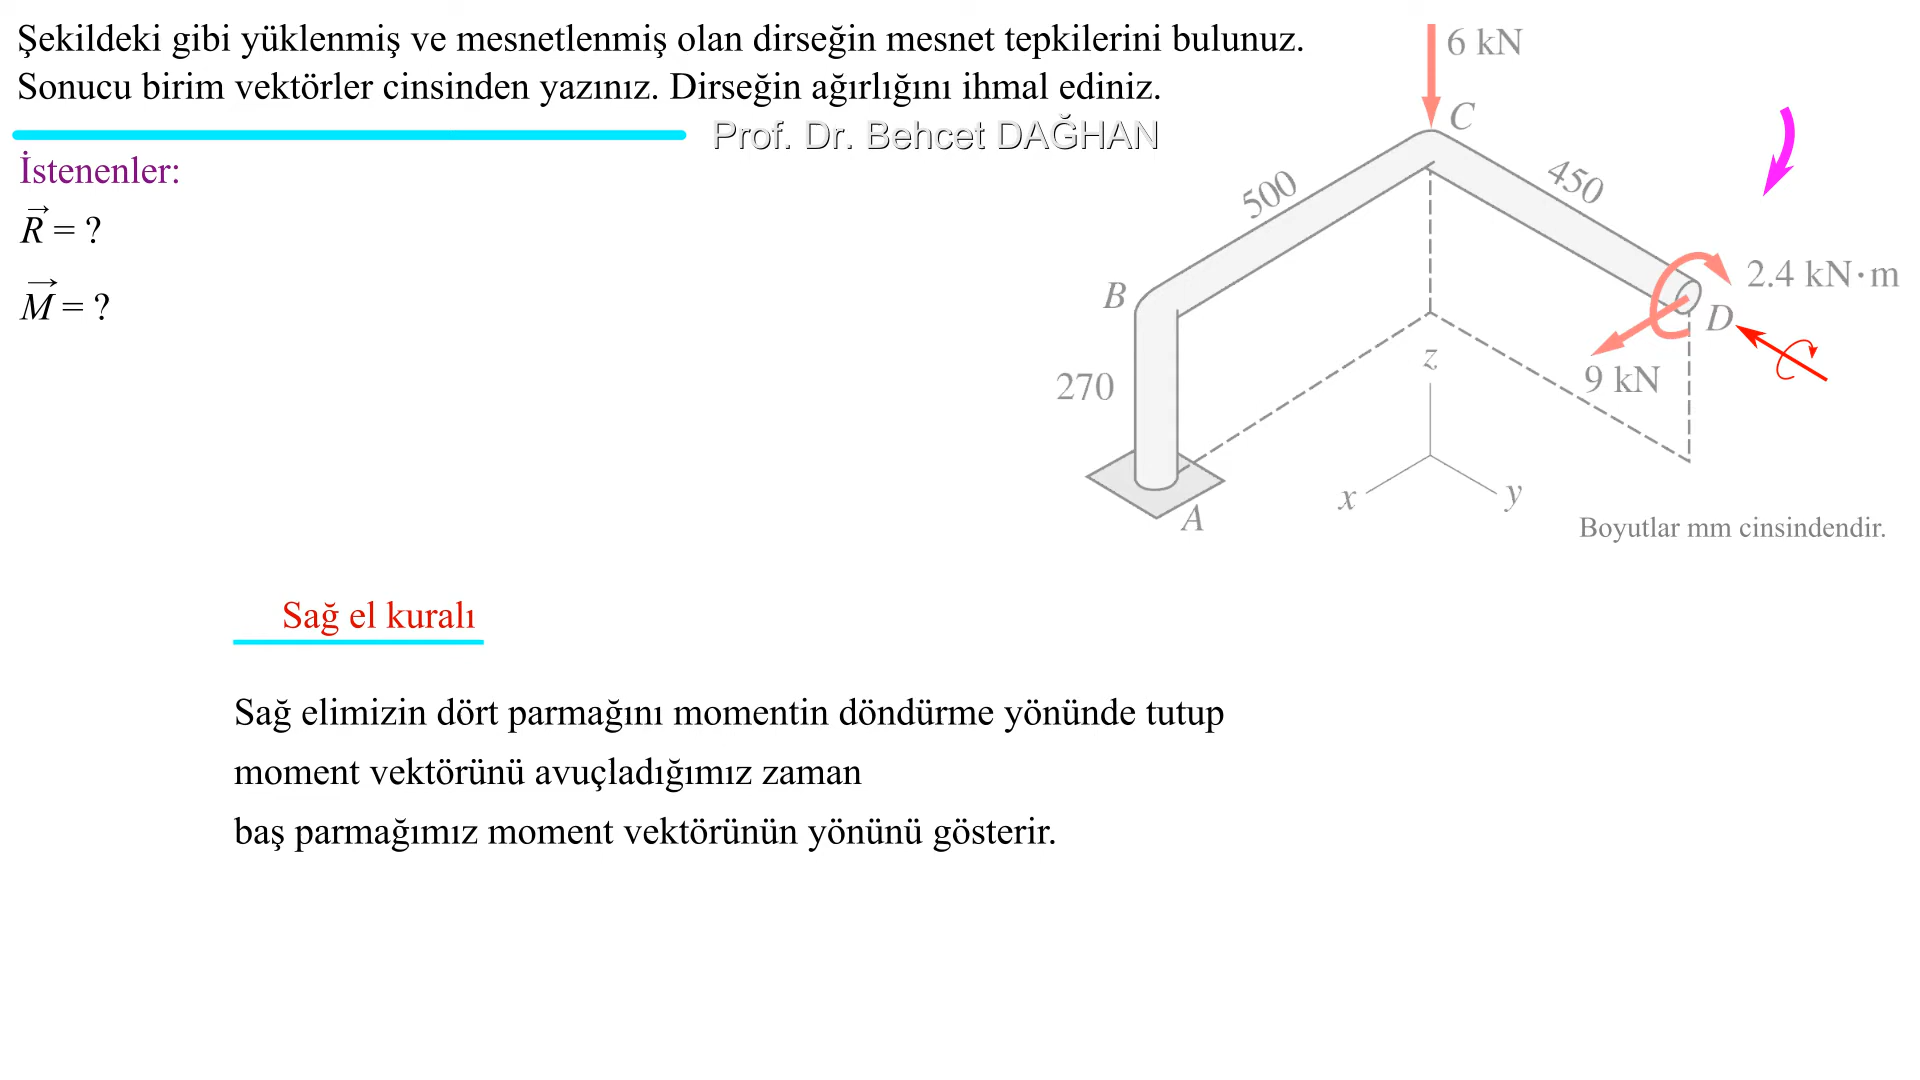 Şekildeki gibi yüklenmiş ve mesnetlenmiş olan dirseğin mesnet tepkilerini bulunuz.
Sonucu birim vektörler cinsinden yazınız. Dirseğin ağırlığını ihmal ediniz.
Prof. Dr. Behcet DAĞHAN
İstenenler:
R = ?
M = ?
6 kN
C
500
450
B
2.4 kN·m
D
270
z
9 kN
x
y
A
Boyutlar mm cinsindendir.
Sağ el kuralı
Sağ elimizin dört parmağını momentin döndürme yönünde tutup
moment vektörünü avuçladığımız zaman
baş parmağımız moment vektörünün yönünü gösterir.